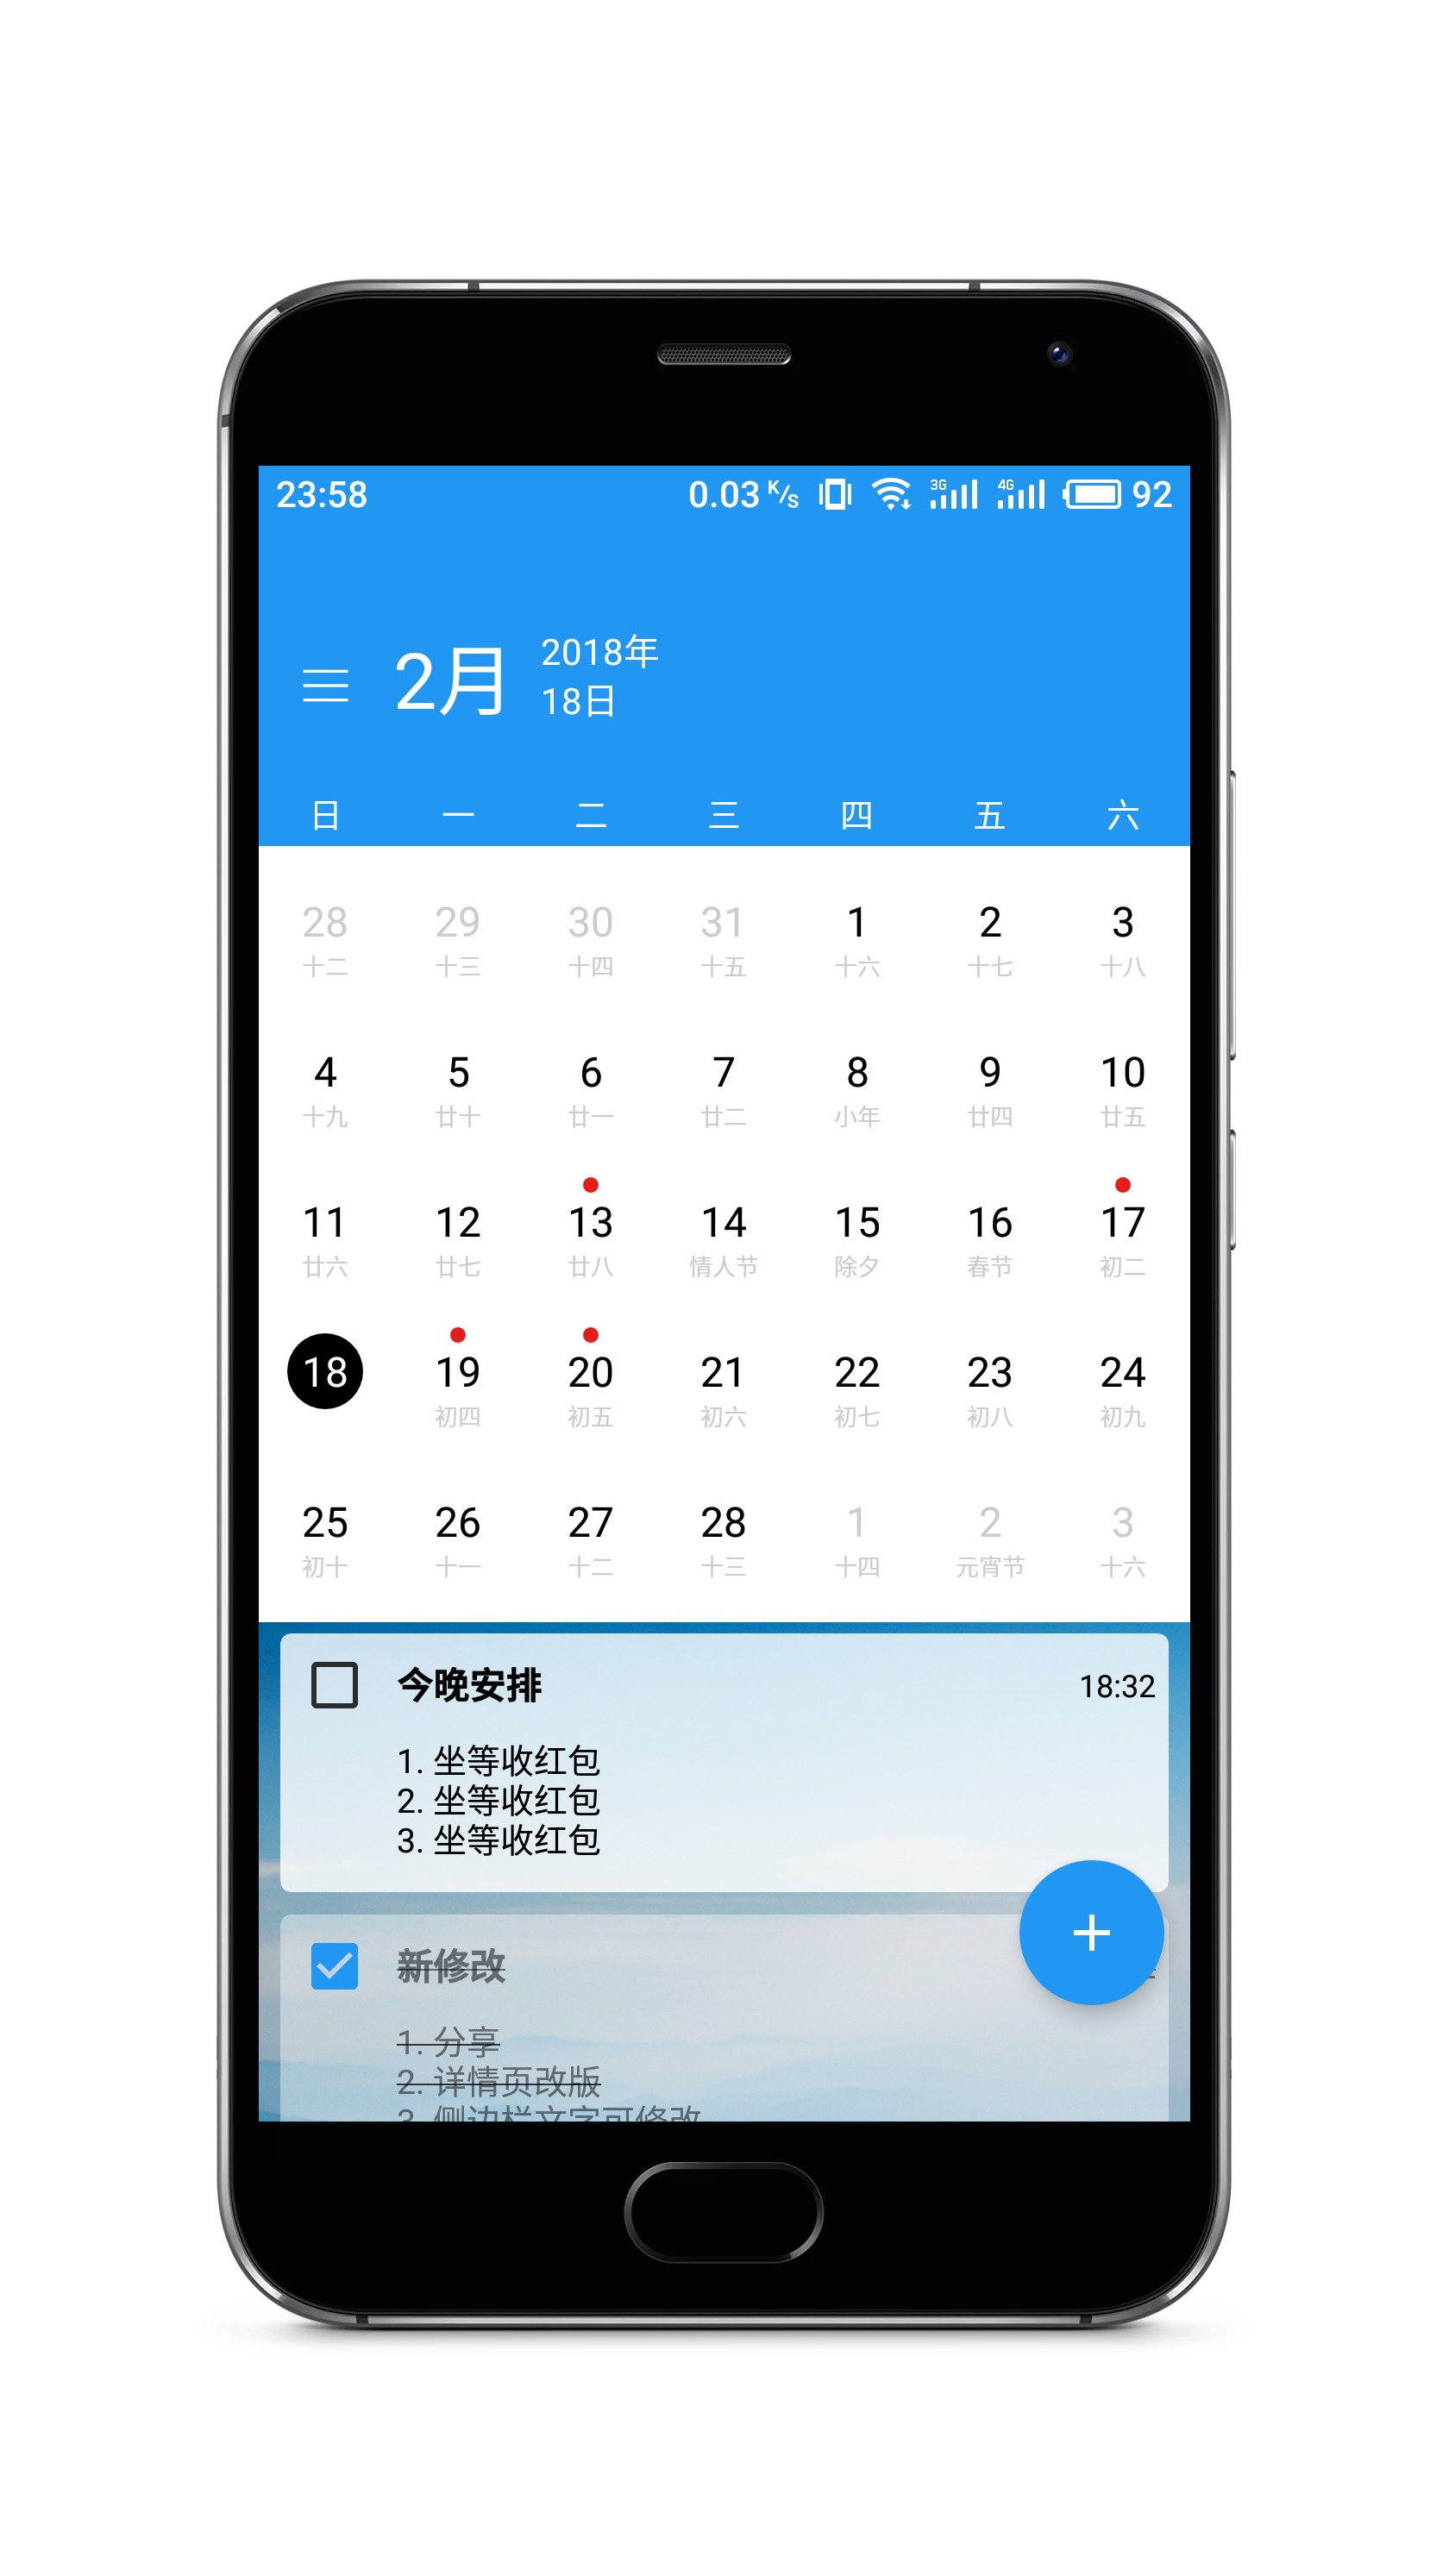 23:58 0.03 K/s 3G 4G 92
2月
2018年
18日
日 一 二 三 四 五 六
28 29 30 31 1 2 3
十二 十三 十四 十五 十六 十七 十八
4 5 6 7 8 9 10
十九 廿十 廿一 廿二 小年 廿四 廿五
11 12 13 14 15 16 17
廿六 廿七 廿八 情人节 除夕 春节 初二
18 19 20 21 22 23 24
初四 初五 初六 初七 初八 初九
25 26 27 28 1 2 3
初十 十一 十二 十三 十四 元宵节 十六
今晚安排 18:32
1. 坐等收红包
2. 坐等收红包
3. 坐等收红包
新修改
1. 分享
2. 详情页改版
3. 侧边栏文字可修改